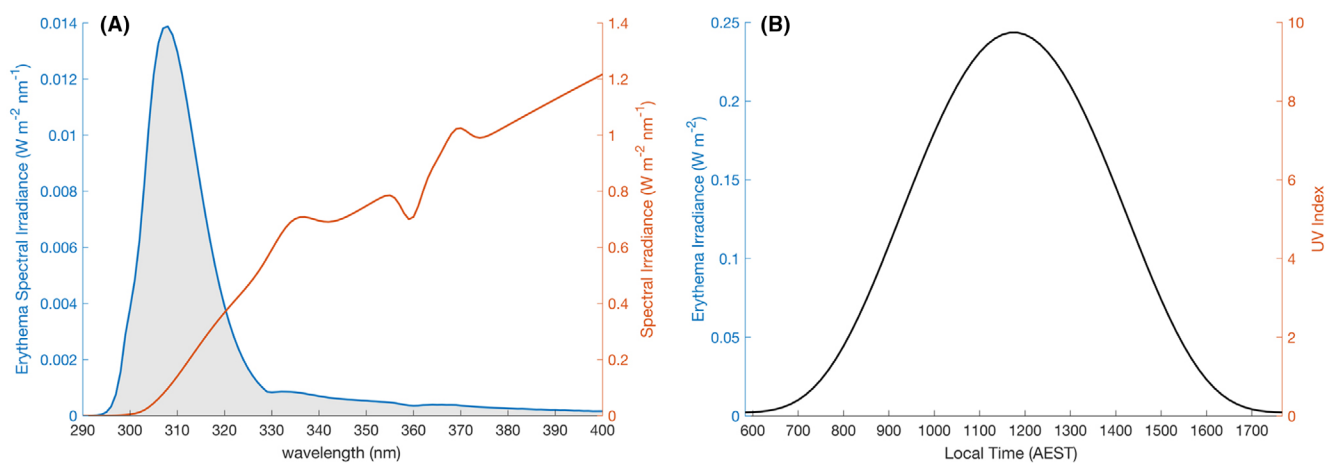 (A)
Erythema Spectral Irradiance (W m⁻² nm⁻¹)
0.014
0.012
0.01
0.008
0.006
0.004
0.002
0
1.4
1.2
1
0.8
0.6
0.4
0.2
0
Spectral Irradiance (W m⁻² nm⁻¹)
290 300 310 320 330 340 350 360 370 380 390 400
wavelength (nm)
(B)
Erythema Irradiance (W m⁻²)
0.25
0.2
0.15
0.1
0.05
0
10
8
6
4
2
0
UV Index
600 700 800 900 1000 1100 1200 1300 1400 1500 1600 1700
Local Time (AEST)